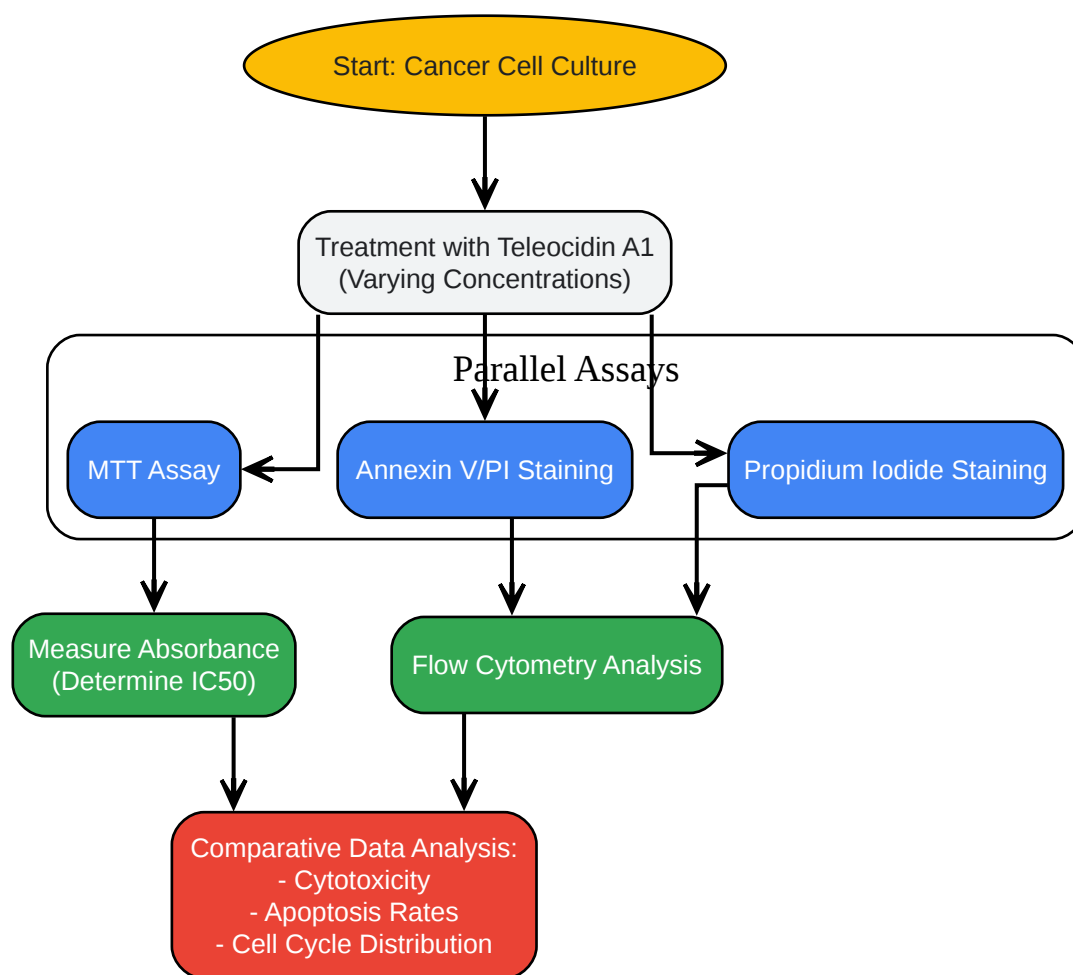 Start: Cancer Cell Culture
Treatment with Teleocidin A1
(Varying Concentrations)
Parallel Assays
MTT Assay
Annexin V/PI Staining
Propidium Iodide Staining
Measure Absorbance
(Determine IC50)
Flow Cytometry Analysis
Comparative Data Analysis:
- Cytotoxicity
- Apoptosis Rates
- Cell Cycle Distribution